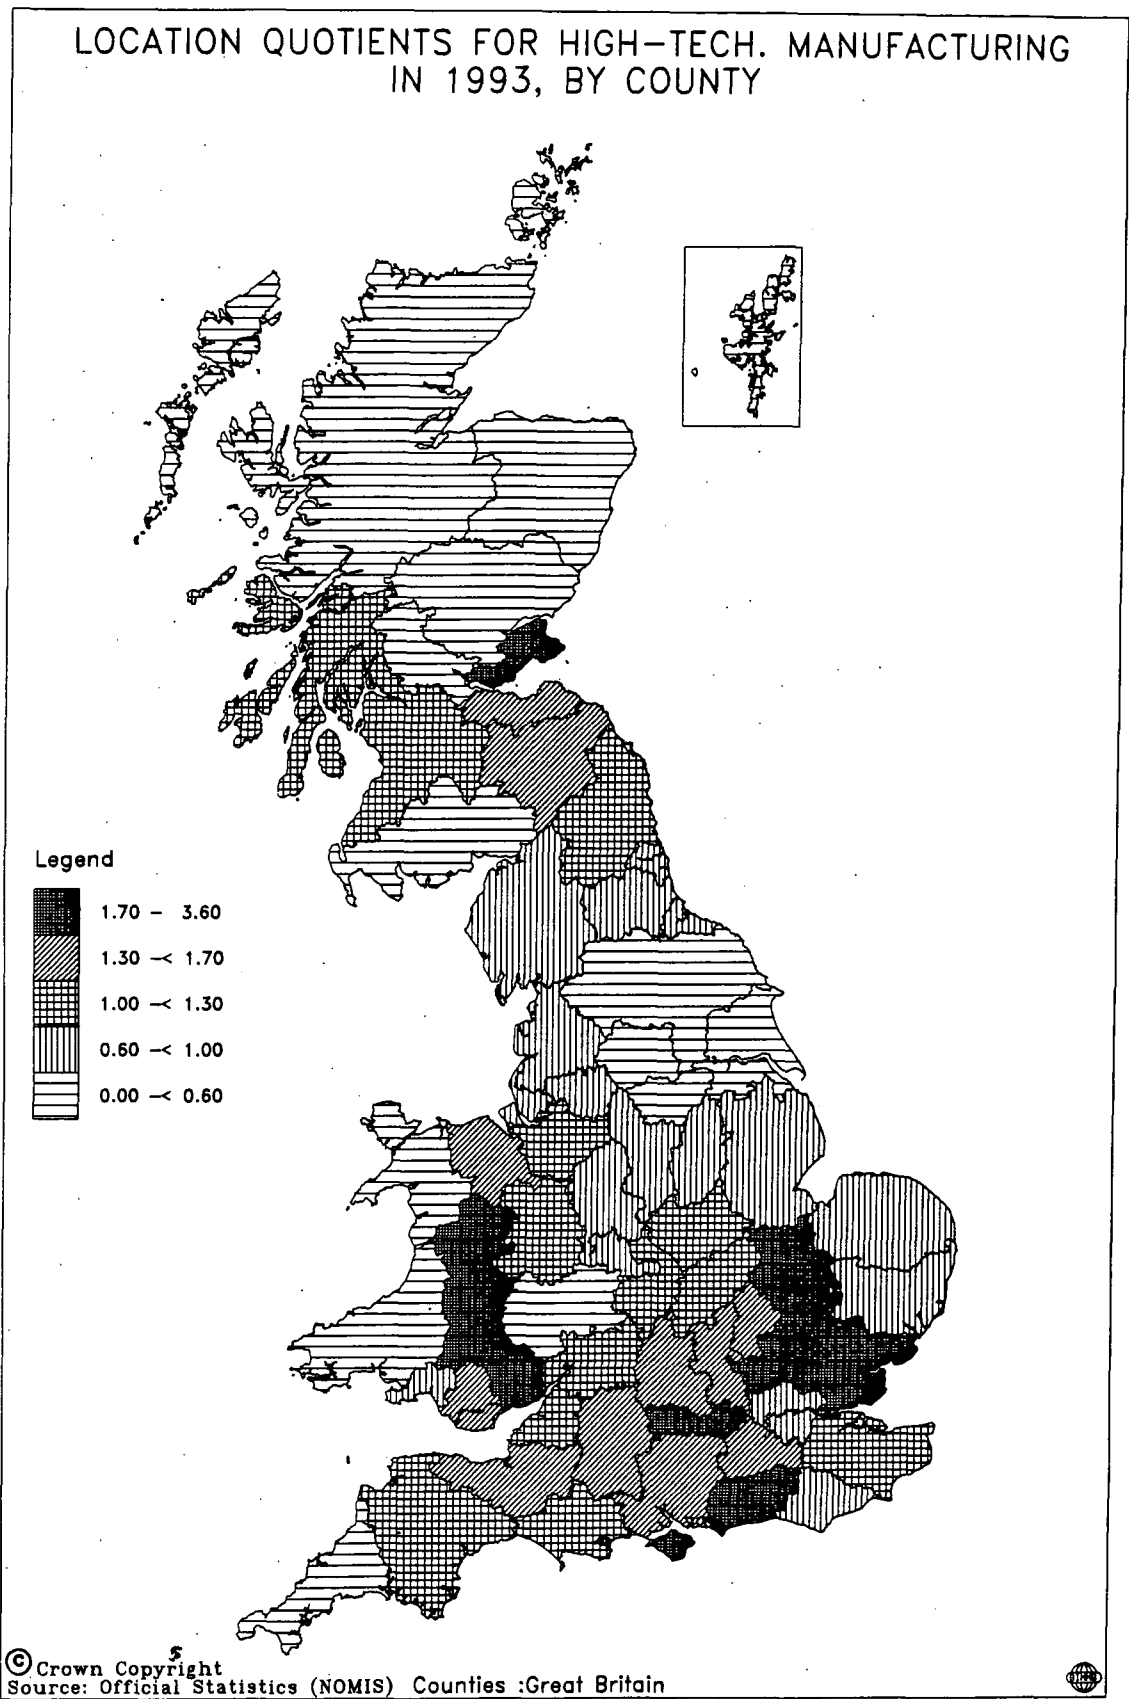 LOCATION QUOTIENTS FOR HIGH-TECH. MANUFACTURING
IN 1993, BY COUNTY
Legend
1.70 - 3.60
1.30 -< 1.70
1.00 -< 1.30
0.60 -< 1.00
0.00 -< 0.60
© Crown Copyright
Source: Official Statistics (NOMIS) Counties :Great Britain